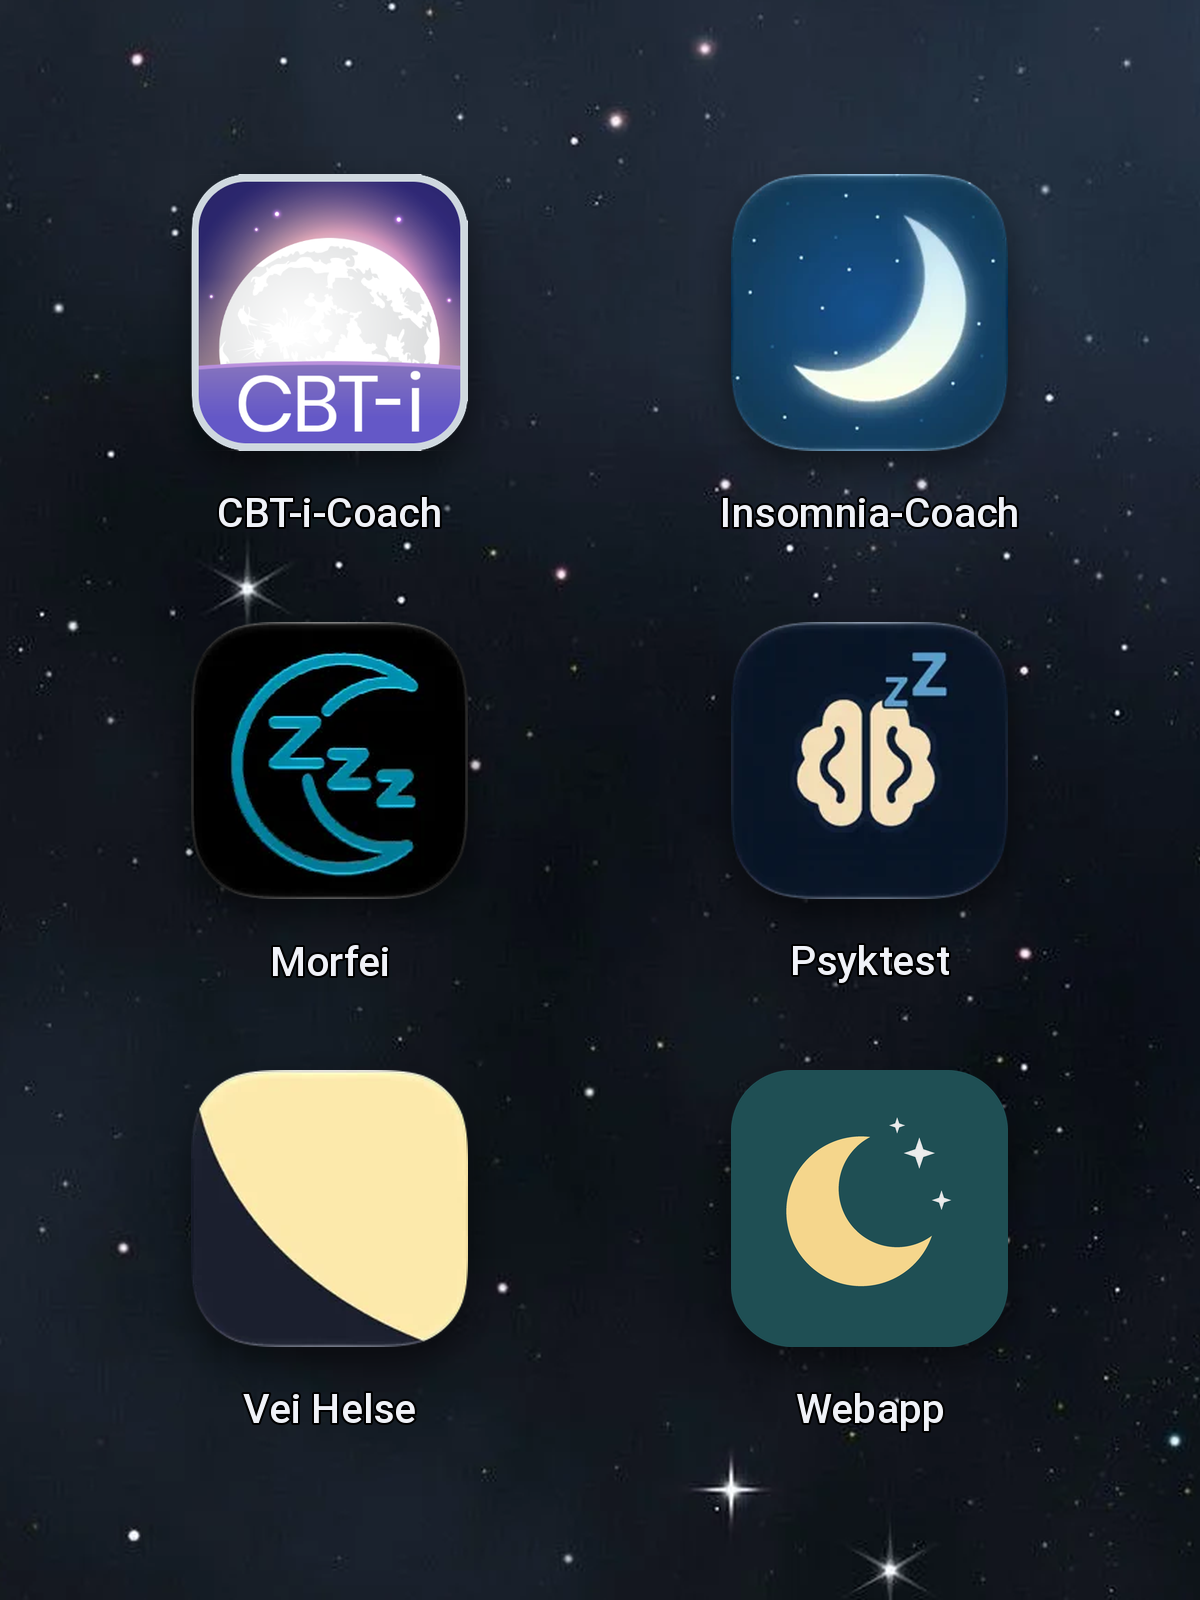 CBT-i
CBT-i-Coach
Insomnia-Coach
Z z z
z Z
Morfei
Psyktest
Vei Helse
Webapp